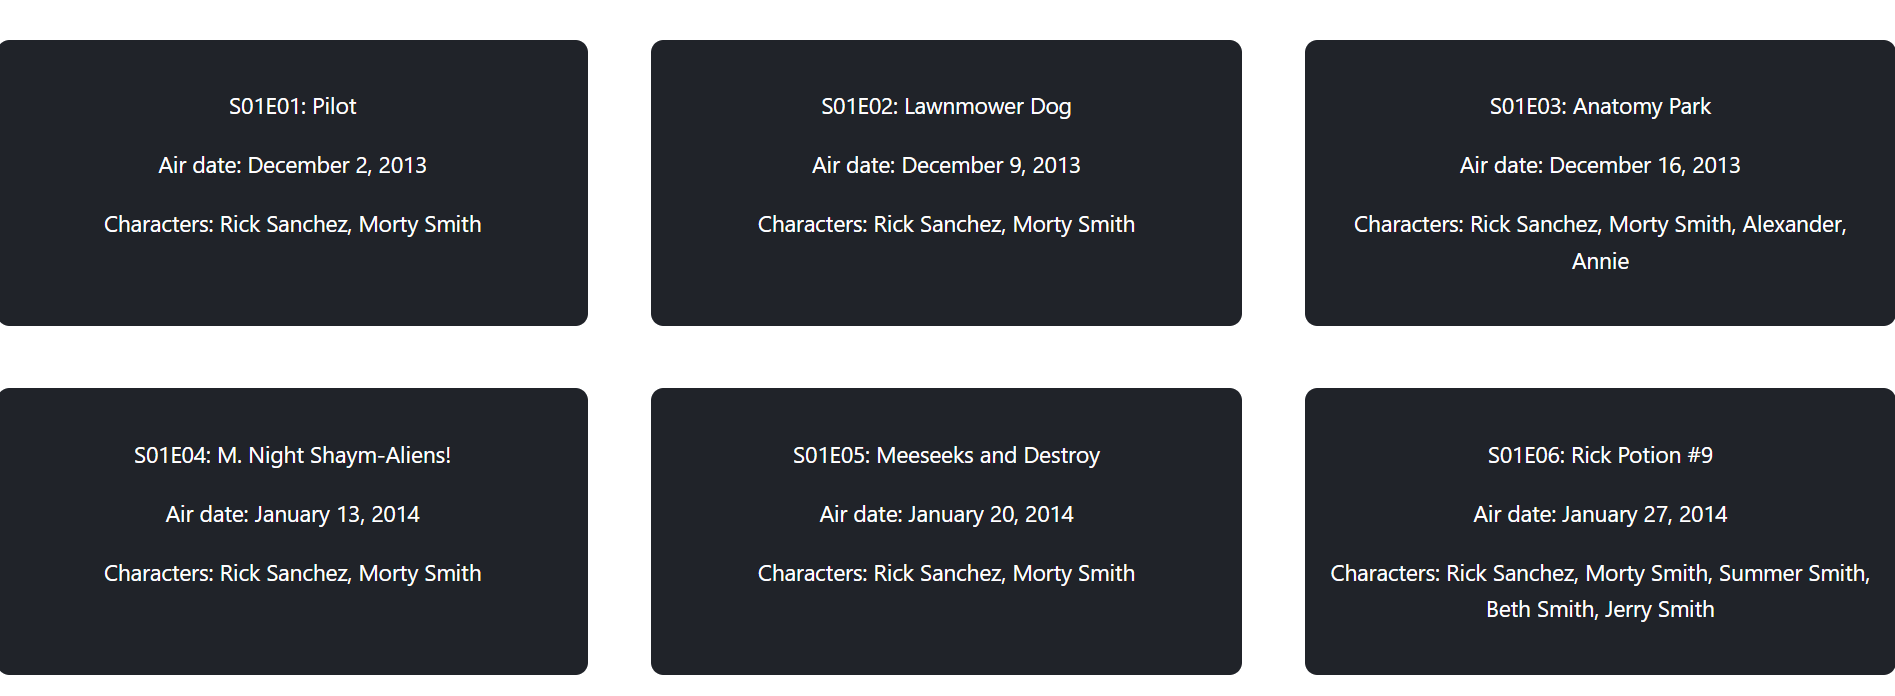 S01E01: Pilot
Air date: December 2, 2013
Characters: Rick Sanchez, Morty Smith
S01E02: Lawnmower Dog
Air date: December 9, 2013
Characters: Rick Sanchez, Morty Smith
S01E03: Anatomy Park
Air date: December 16, 2013
Characters: Rick Sanchez, Morty Smith, Alexander,
Annie
S01E04: M. Night Shaym-Aliens!
Air date: January 13, 2014
Characters: Rick Sanchez, Morty Smith
S01E05: Meeseeks and Destroy
Air date: January 20, 2014
Characters: Rick Sanchez, Morty Smith
S01E06: Rick Potion #9
Air date: January 27, 2014
Characters: Rick Sanchez, Morty Smith, Summer Smith,
Beth Smith, Jerry Smith